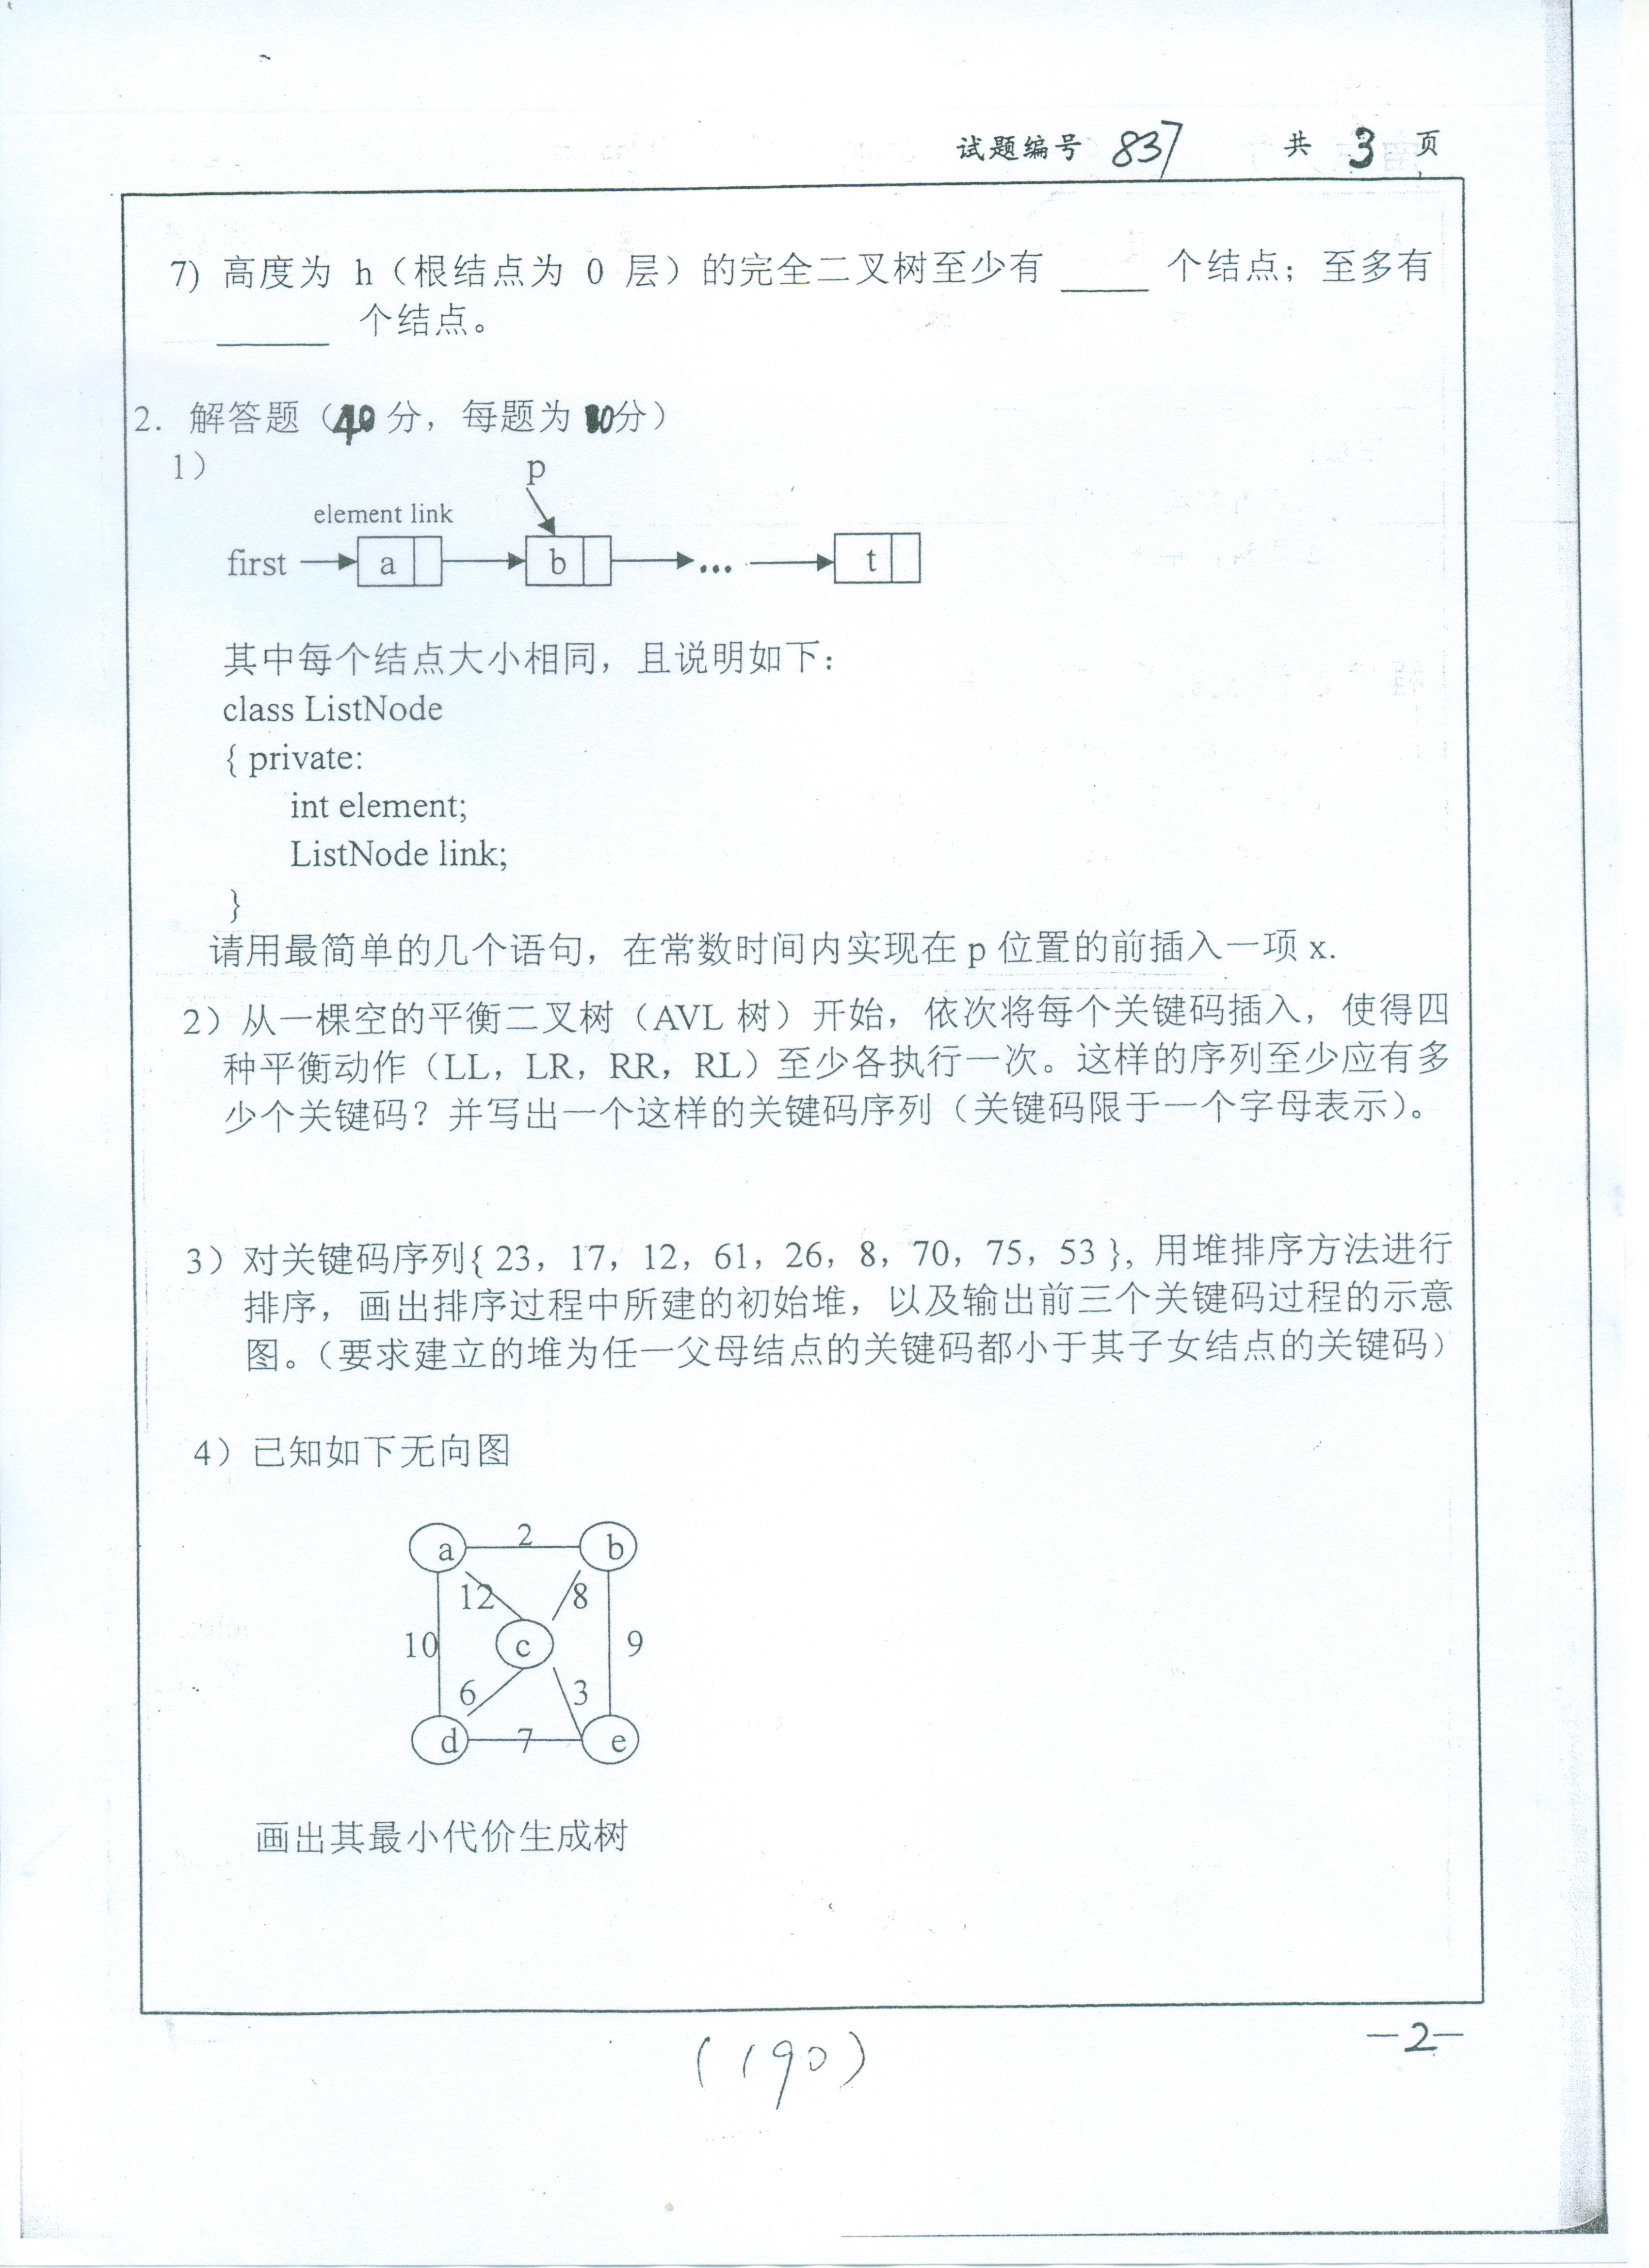 试题编号 837 共 3 页
7) 高度为 h（根结点为 0 层）的完全二叉树至少有 ____ 个结点；至多有
_____ 个结点。
2. 解答题（40分，每题为10分）
1）
p
element link
first a b ... t
其中每个结点大小相同，且说明如下：
class ListNode
{ private:
int element;
ListNode link;
}
请用最简单的几个语句，在常数时间内实现在 p 位置的前插入一项 x.
2）从一棵空的平衡二叉树（AVL 树）开始，依次将每个关键码插入，使得四
种平衡动作（LL，LR，RR，RL）至少各执行一次。这样的序列至少应有多
少个关键码？并写出一个这样的关键码序列（关键码限于一个字母表示）。
3）对关键码序列{ 23，17，12，61，26，8，70，75，53 }, 用堆排序方法进行
排序，画出排序过程中所建的初始堆，以及输出前三个关键码过程的示意
图。（要求建立的堆为任一父母结点的关键码都小于其子女结点的关键码）
4）已知如下无向图
a 2 b
12 8
10 c 9
6 3
d 7 e
画出其最小代价生成树
-2-
(190)